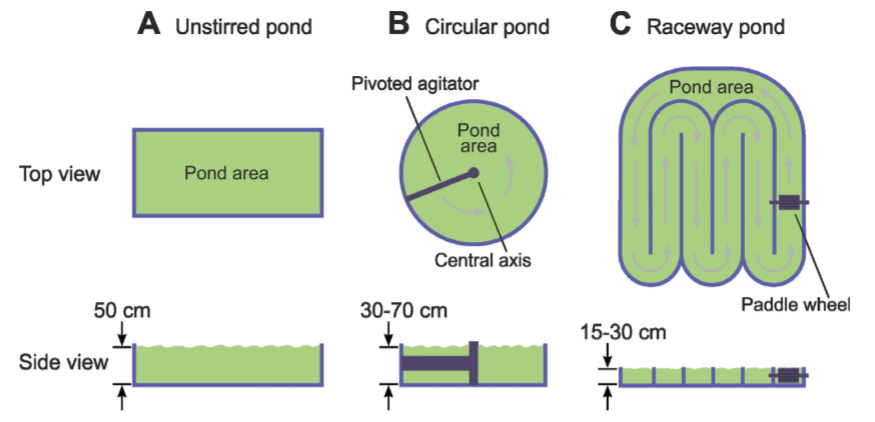 A Unstirred pond
B Circular pond
C Raceway pond
Pivoted agitator
Pond area
Top view
Pond area
Pond
area
Central axis
Paddle wheel
50 cm
30-70 cm
15-30 cm
Side view